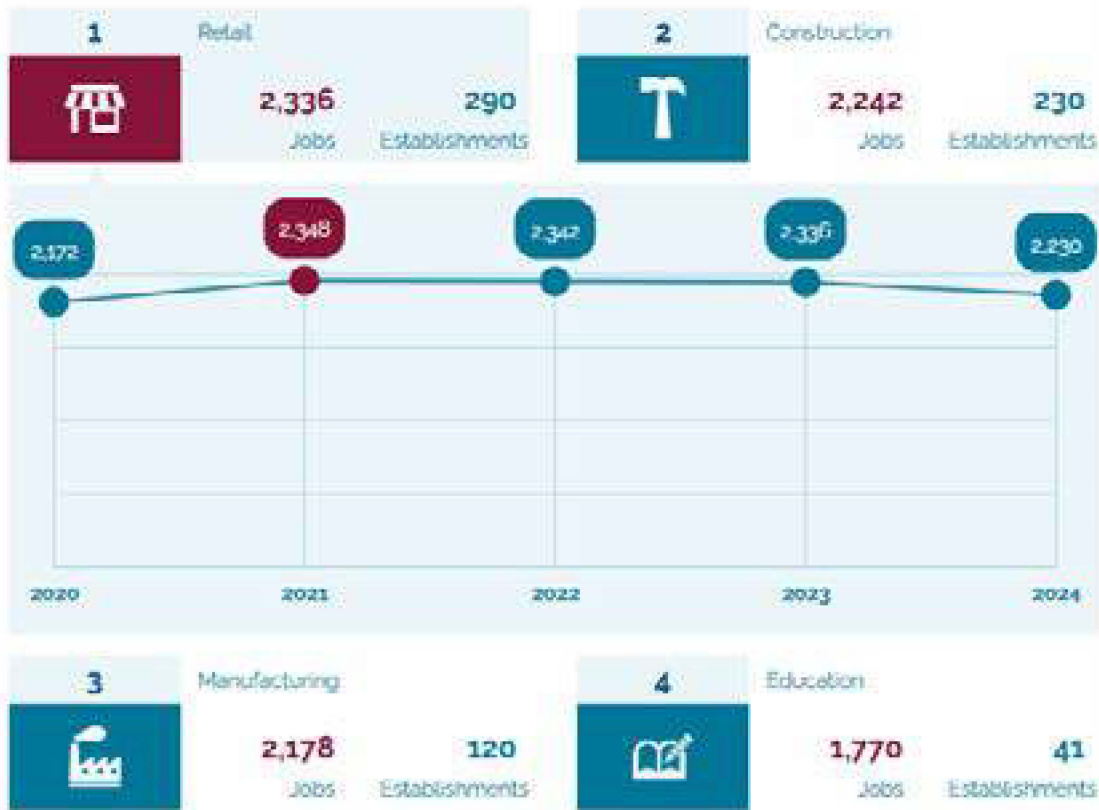 1 Retail
2,336 290
Jobs Establishments
2 Construction
2,242 230
Jobs Establishments
2,172 2,348 2,342 2,336 2,230
2020 2021 2022 2023 2024
3 Manufacturing
2,178 120
Jobs Establishments
4 Education
1,770 41
Jobs Establishments